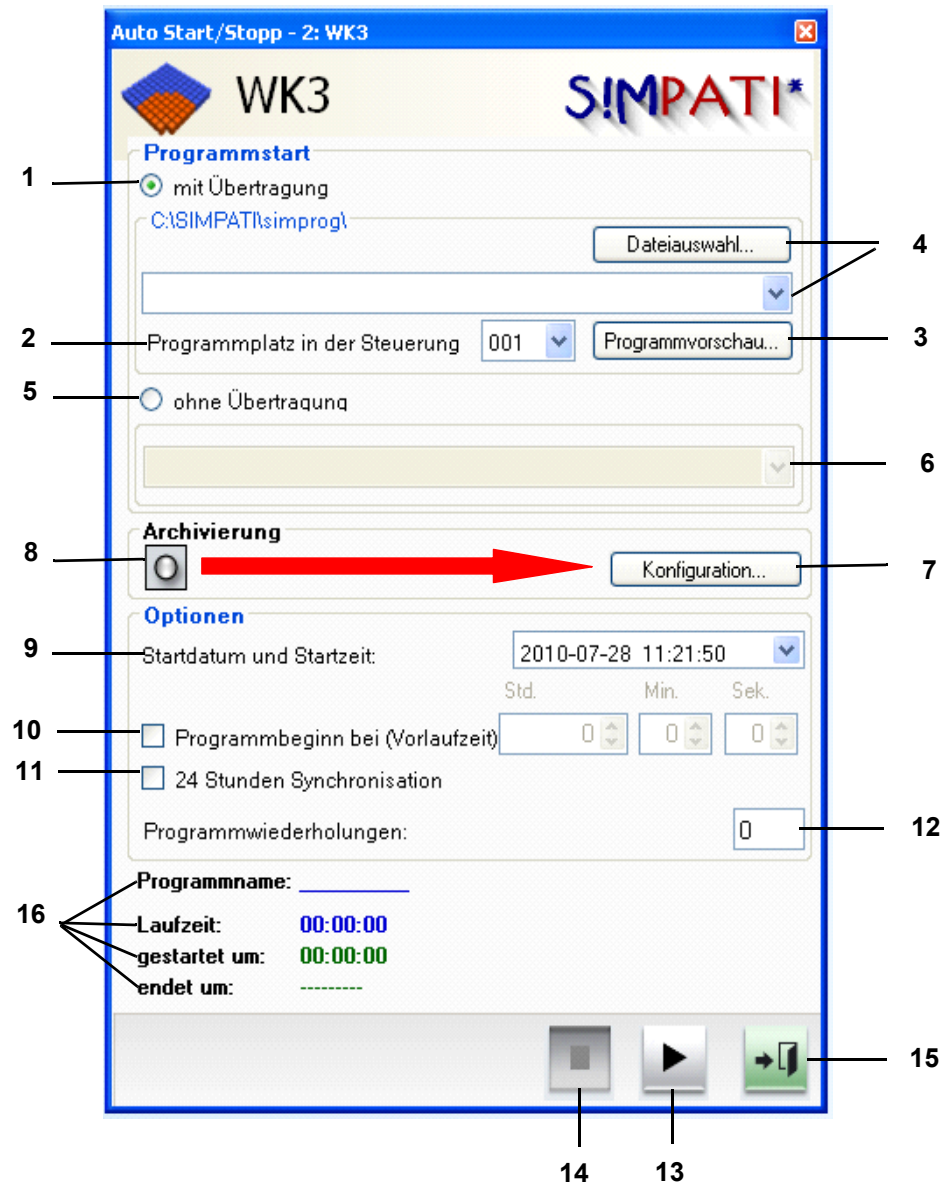 Auto Start/Stopp - 2: WK3
WK3
S!MPATI*
Programmstart
1
mit Übertragung
C:\SIMPATI\simprog\
Dateiauswahl...
4
2
Programmplatz in der Steuerung
001
Programmvorschau...
3
5
ohne Übertragung
6
Archivierung
8
Konfiguration...
7
Optionen
9
Startdatum und Startzeit:
2010-07-28 11:21:50
Std.
Min.
Sek.
10
Programmbeginn bei (Vorlaufzeit)
0
0
0
11
24 Stunden Synchronisation
Programmwiederholungen:
0
12
Programmname:
16
Laufzeit: 00:00:00
gestartet um: 00:00:00
endet um: ---------
15
14
13